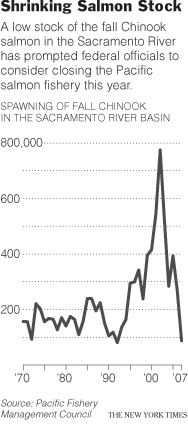 Shrinking Salmon Stock
A low stock of the fall Chinook
salmon in the Sacramento River
has prompted federal officials to
consider closing the Pacific
salmon fishery this year.
SPAWNING OF FALL CHINOOK
IN THE SACRAMENTO RIVER BASIN
800,000
600
400
200
'70 '80 '90 '00 '07
Source: Pacific Fishery
Management Council THE NEW YORK TIMES